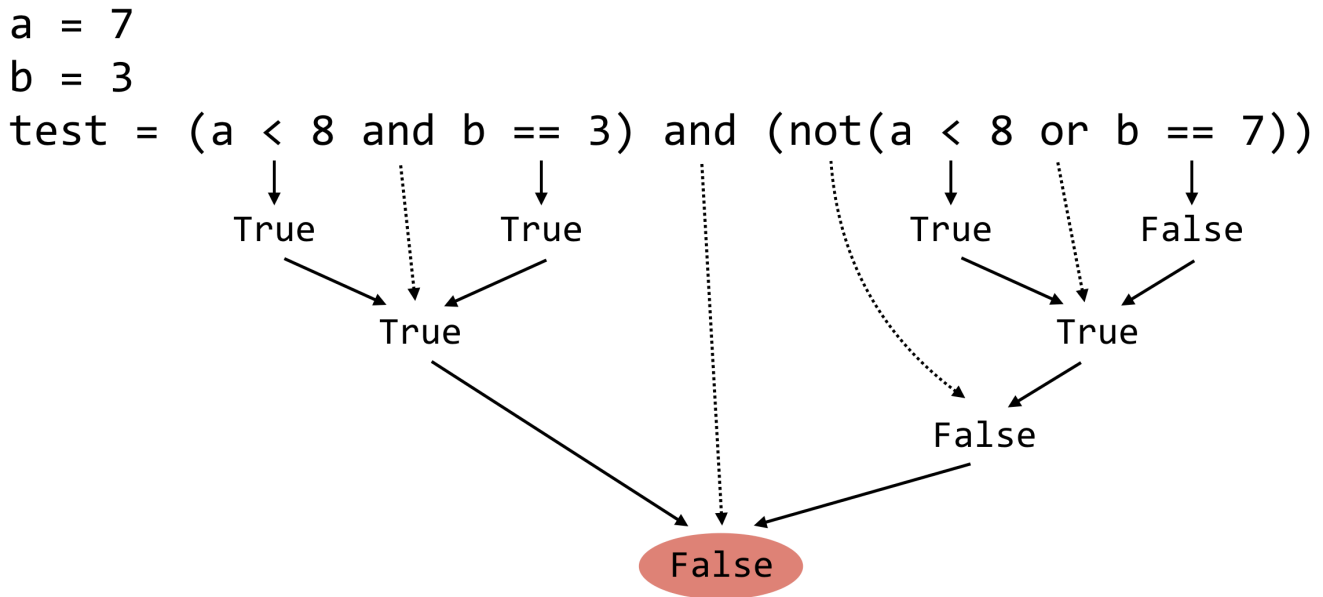 a = 7
b = 3
test = (a < 8 and b == 3) and (not(a < 8 or b == 7))
True True True False
True True
False
False